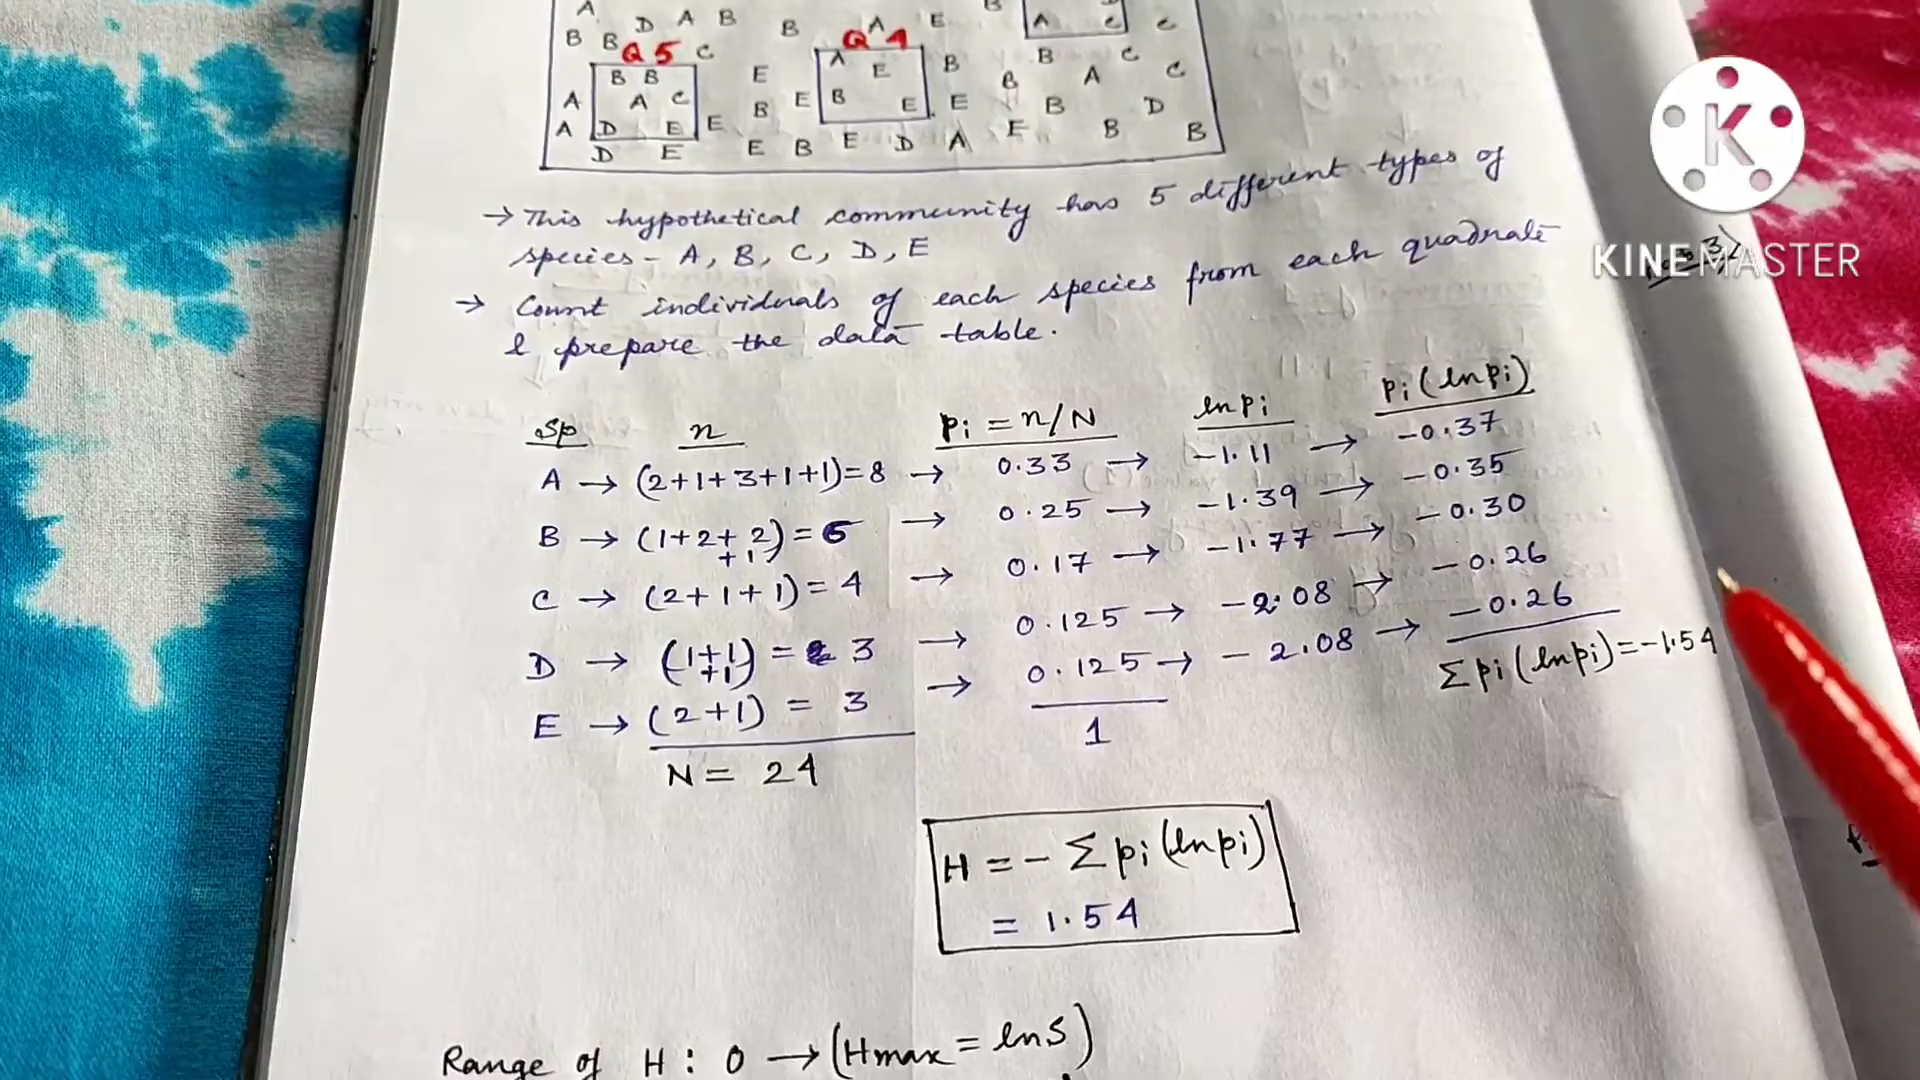 A D A B B A E B A C C
B B Q5 C Q4
B B E A E B B C C
A A C E B E B E E B B A D
A D E E B E B B
D E E B E D A E
→ This hypothetical community has 5 different types of
species - A, B, C, D, E
→ Count individuals of each species from each quadrate
& prepare the data table.
Sp n Pi = n/N ln Pi Pi (ln Pi)
A → (2+1+3+1+1)=8 → 0.33 → -1.11 → -0.37
B → (1+2+2+1)=6 → 0.25 → -1.39 → -0.35
C → (2+1+1)=4 → 0.17 → -1.77 → -0.30
D → (1+1+1)= 3 → 0.125 → -2.08 → -0.26
E → (2+1) = 3 → 0.125 → -2.08 → -0.26
N = 24 1 Σ Pi (ln Pi) = -1.54
H = - Σ Pi (ln Pi)
= 1.54
Range of H : 0 → (Hmax = ln S)
K
KINEMASTER